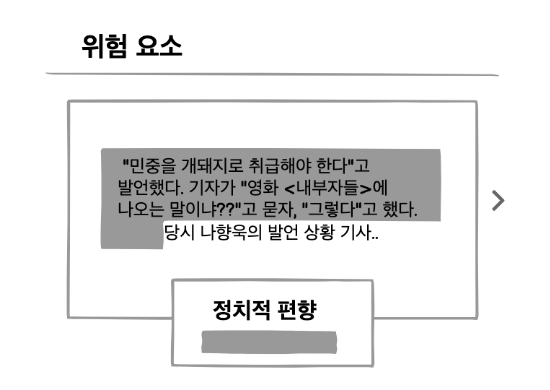 위험 요소
"민중을 개돼지로 취급해야 한다"고
발언했다. 기자가 "영화 <내부자들>에
나오는 말이냐??"고 묻자, "그렇다"고 했다.
당시 나향욱의 발언 상황 기사..
정치적 편향